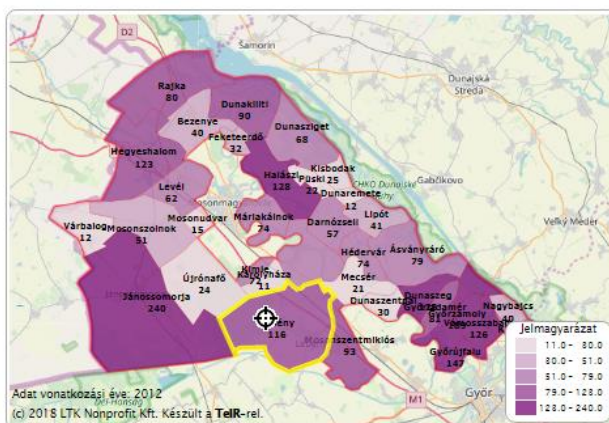 D2
Šamorín
Dunajská
Streda
Rajka
80
Dunakiliti
90
Bezenye
40
Feketeerdő
32
Dunasziget
68
Hegyeshalom
123
Halászi
128
Kisbodak
25
Püski
22
CHKO Dunajské
Gabčíkovo
Levél
62
Dunaremete
12
Várbalog
12
Mosonszolnok
51
Mosonudvar
15
Máriakálnok
74
Darnózseli
57
Lipót
41
Veľký Meder
Hédervár
74
Ásványráró
79
Újrónafő
24
Kimle
Károlyháza
11
Mecsér
21
Jánossomorja
240
Dunaszentpál
30
Dunaszeg
Nagybajcs
40
Győrzámoly
126
116
Mosonszentmiklós
93
Győrújfalu
147
Győr
M1
Jelmagyarázat
11.0 - 80.0
80.0 - 51.0
51.0 - 79.0
79.0 - 128.0
128.0 - 240.0
Adat vonatkozási éve: 2012
(c) 2018 LTK Nonprofit Kft. Készült a TeIR-rel.